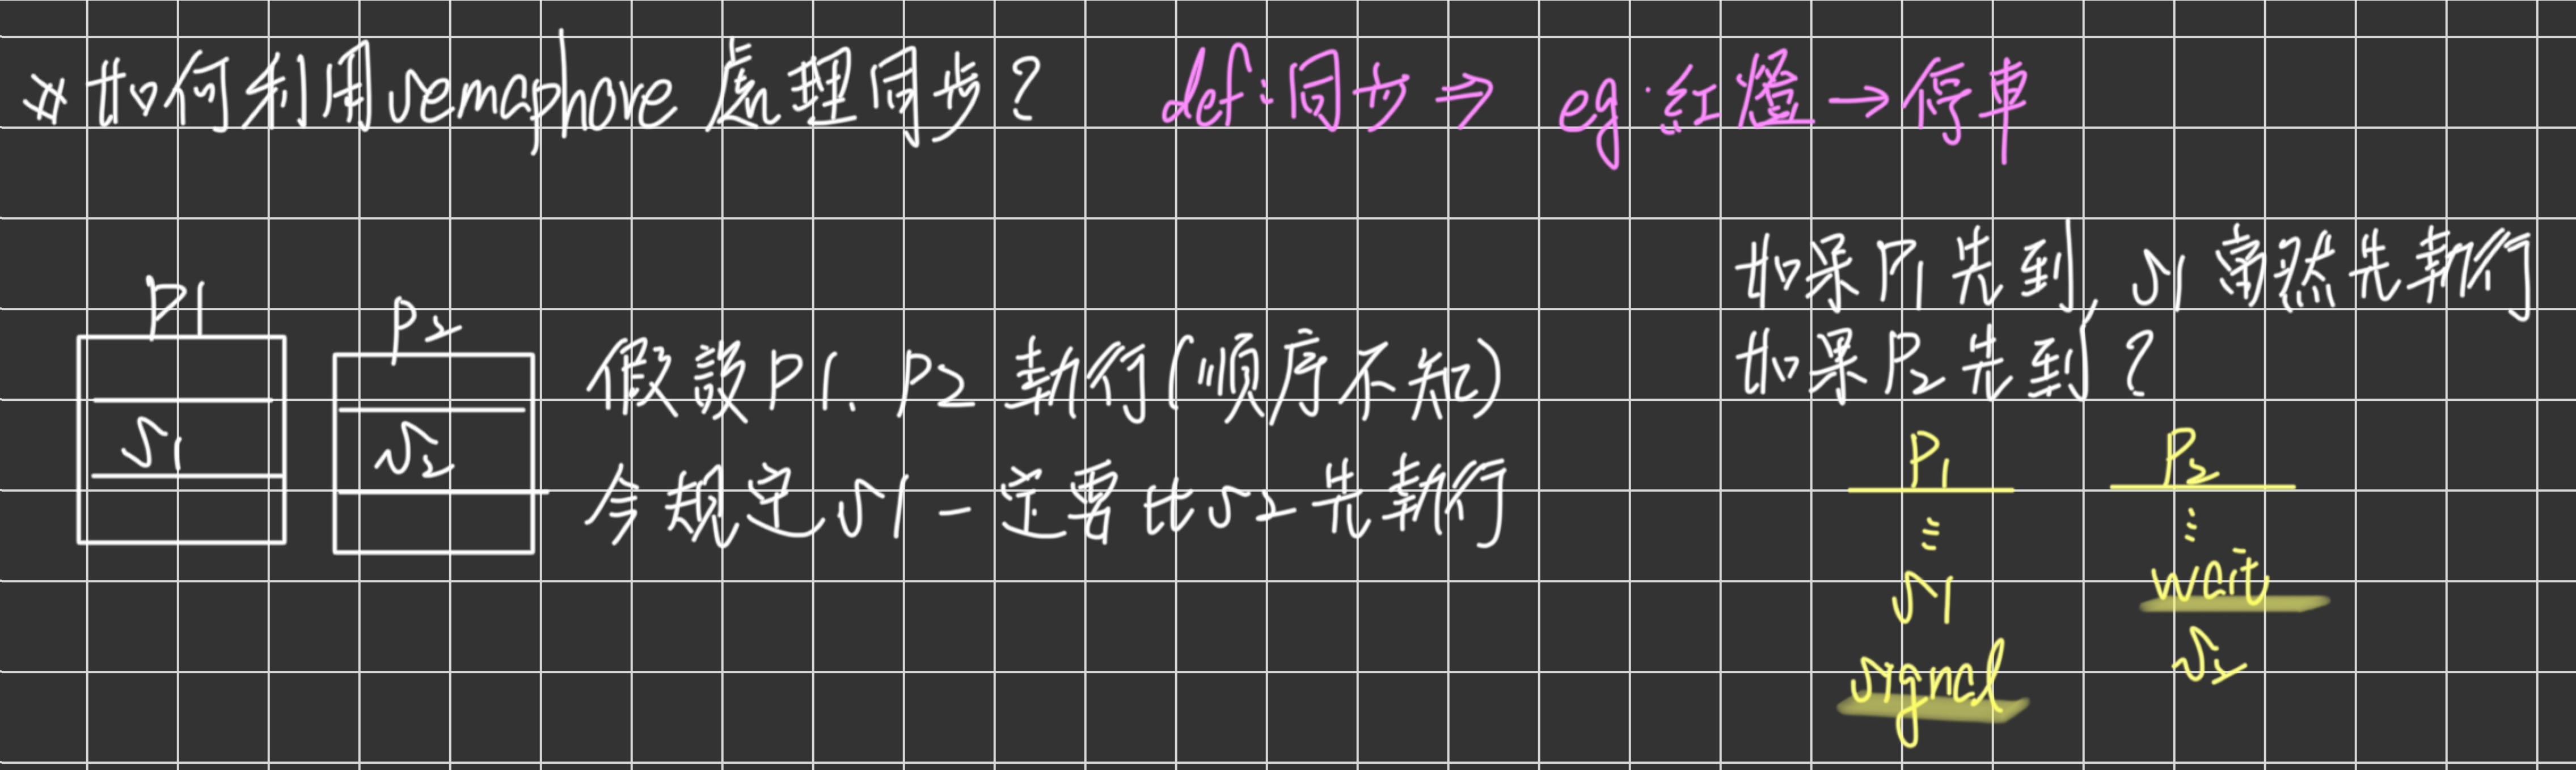 * 如何利用semaphore處理同步?
def:同步⇒ eg.紅燈→停車
P1
S1
P2
S2
假設P1、P2執行(順序不知)
今規定S1一定要比S2先執行
如果P1先到, S1當然先執行
如果P2先到?
P1
⋮
S1
signal
P2
⋮
wait
S2